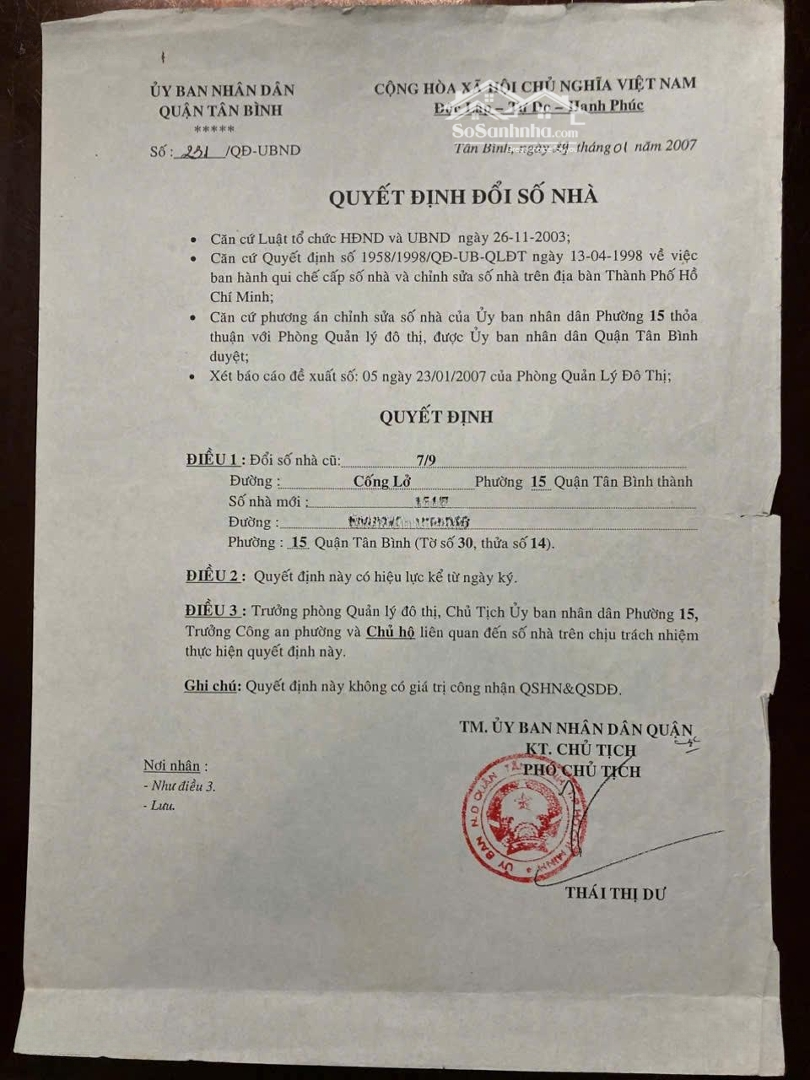 ỦY BAN NHÂN DÂN
QUẬN TÂN BÌNH
*****
Số : 231 /QĐ-UBND
CỘNG HÒA XÃ HỘI CHỦ NGHĨA VIỆT NAM
Độc Lập – Tự Do – Hạnh Phúc
SoSanhnha.com
Tân Bình, ngày 29 tháng 01 năm 2007
QUYẾT ĐỊNH ĐỔI SỐ NHÀ
• Căn cứ Luật tổ chức HĐND và UBND ngày 26-11-2003;
• Căn cứ Quyết định số 1958/1998/QĐ-UB-QLĐT ngày 13-04-1998 về việc
ban hành qui chế cấp số nhà và chỉnh sửa số nhà trên địa bàn Thành Phố Hồ
Chí Minh;
• Căn cứ phương án chỉnh sửa số nhà của Ủy ban nhân dân Phường 15 thỏa
thuận với Phòng Quản lý đô thị, được Ủy ban nhân dân Quận Tân Bình
duyệt;
• Xét báo cáo đề xuất số: 05 ngày 23/01/2007 của Phòng Quản Lý Đô Thị;
QUYẾT ĐỊNH
ĐIỀU 1 : Đổi số nhà cũ: 7/9
Đường : Cống Lở Phường 15 Quận Tân Bình thành
Số nhà mới :
Đường :
Phường : 15 Quận Tân Bình (Tờ số 30, thửa số 14).
ĐIỀU 2 : Quyết định này có hiệu lực kể từ ngày ký.
ĐIỀU 3 : Trưởng phòng Quản lý đô thị, Chủ Tịch Ủy ban nhân dân Phường 15,
Trưởng Công an phường và Chủ hộ liên quan đến số nhà trên chịu trách nhiệm
thực hiện quyết định này.
Ghi chú: Quyết định này không có giá trị công nhận QSHN&QSDĐ.
TM. ỦY BAN NHÂN DÂN QUẬN
KT. CHỦ TỊCH
PHÓ CHỦ TỊCH
Nơi nhận :
- Như điều 3.
- Lưu.
THÁI THỊ DƯ